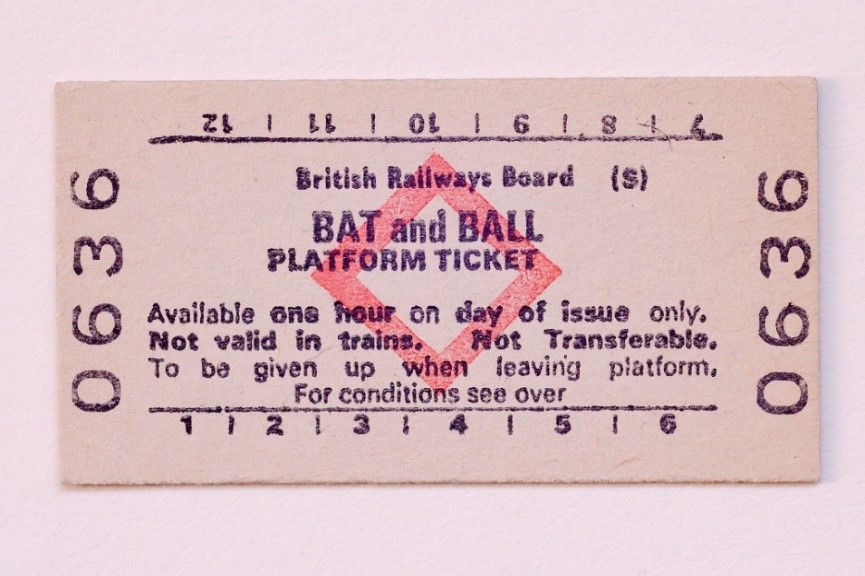 7 | 8 | 9 | 10 | 11 | 12
British Railways Board (S)
BAT and BALL
PLATFORM TICKET
Available one hour on day of issue only.
Not valid in trains. Not Transferable.
To be given up when leaving platform.
For conditions see over
1 | 2 | 3 | 4 | 5 | 6
0636
0636